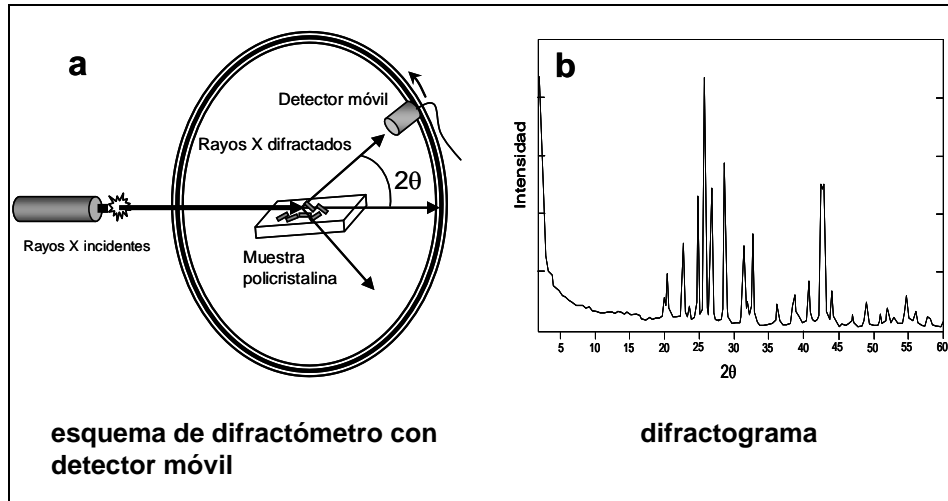 a
Detector móvil
Rayos X difractados
2θ
Rayos X incidentes
Muestra
policristalina
esquema de difractómetro con
detector móvil
b
Intensidad
5 10 15 20 25 30 35 40 45 50 55 60
2θ
difractograma